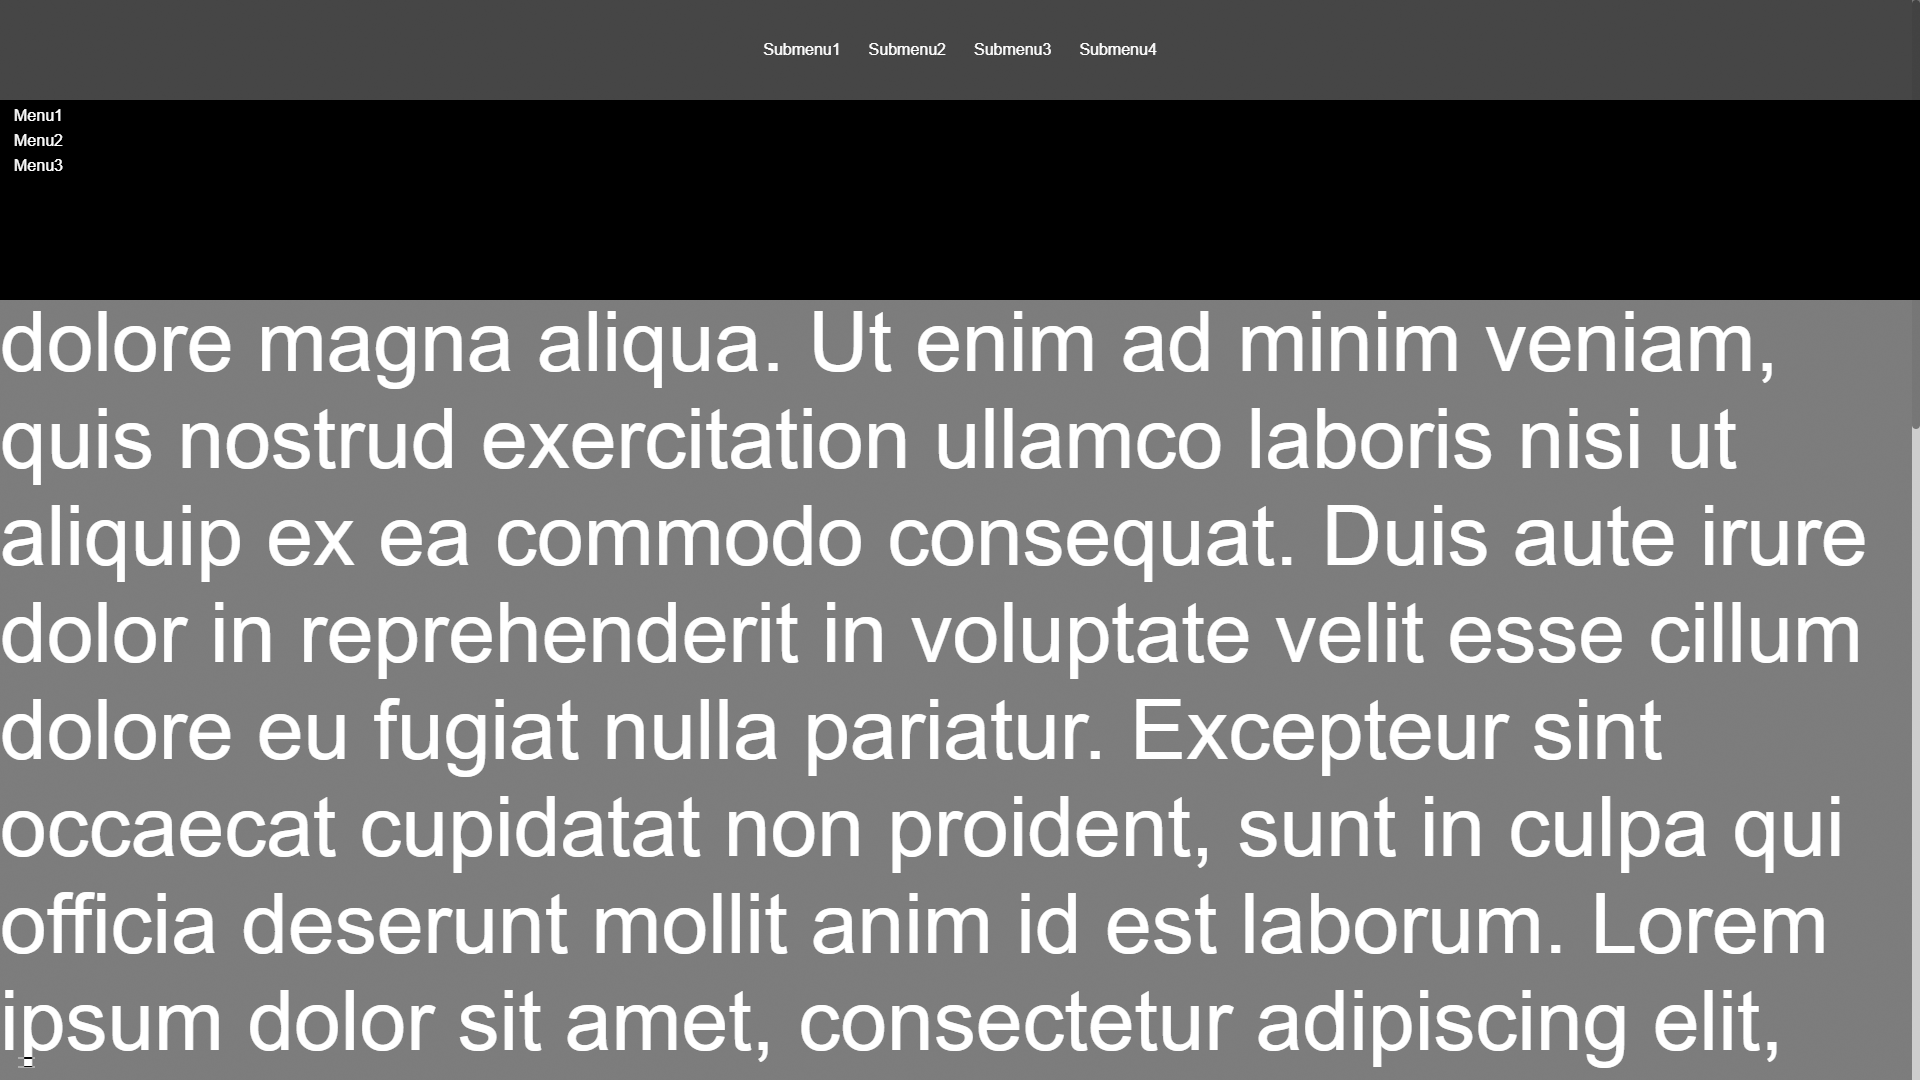 Submenu1 Submenu2 Submenu3 Submenu4
Menu1
Menu2
Menu3
dolore magna aliqua. Ut enim ad minim veniam,
quis nostrud exercitation ullamco laboris nisi ut
aliquip ex ea commodo consequat. Duis aute irure
dolor in reprehenderit in voluptate velit esse cillum
dolore eu fugiat nulla pariatur. Excepteur sint
occaecat cupidatat non proident, sunt in culpa qui
officia deserunt mollit anim id est laborum. Lorem
ipsum dolor sit amet, consectetur adipiscing elit,